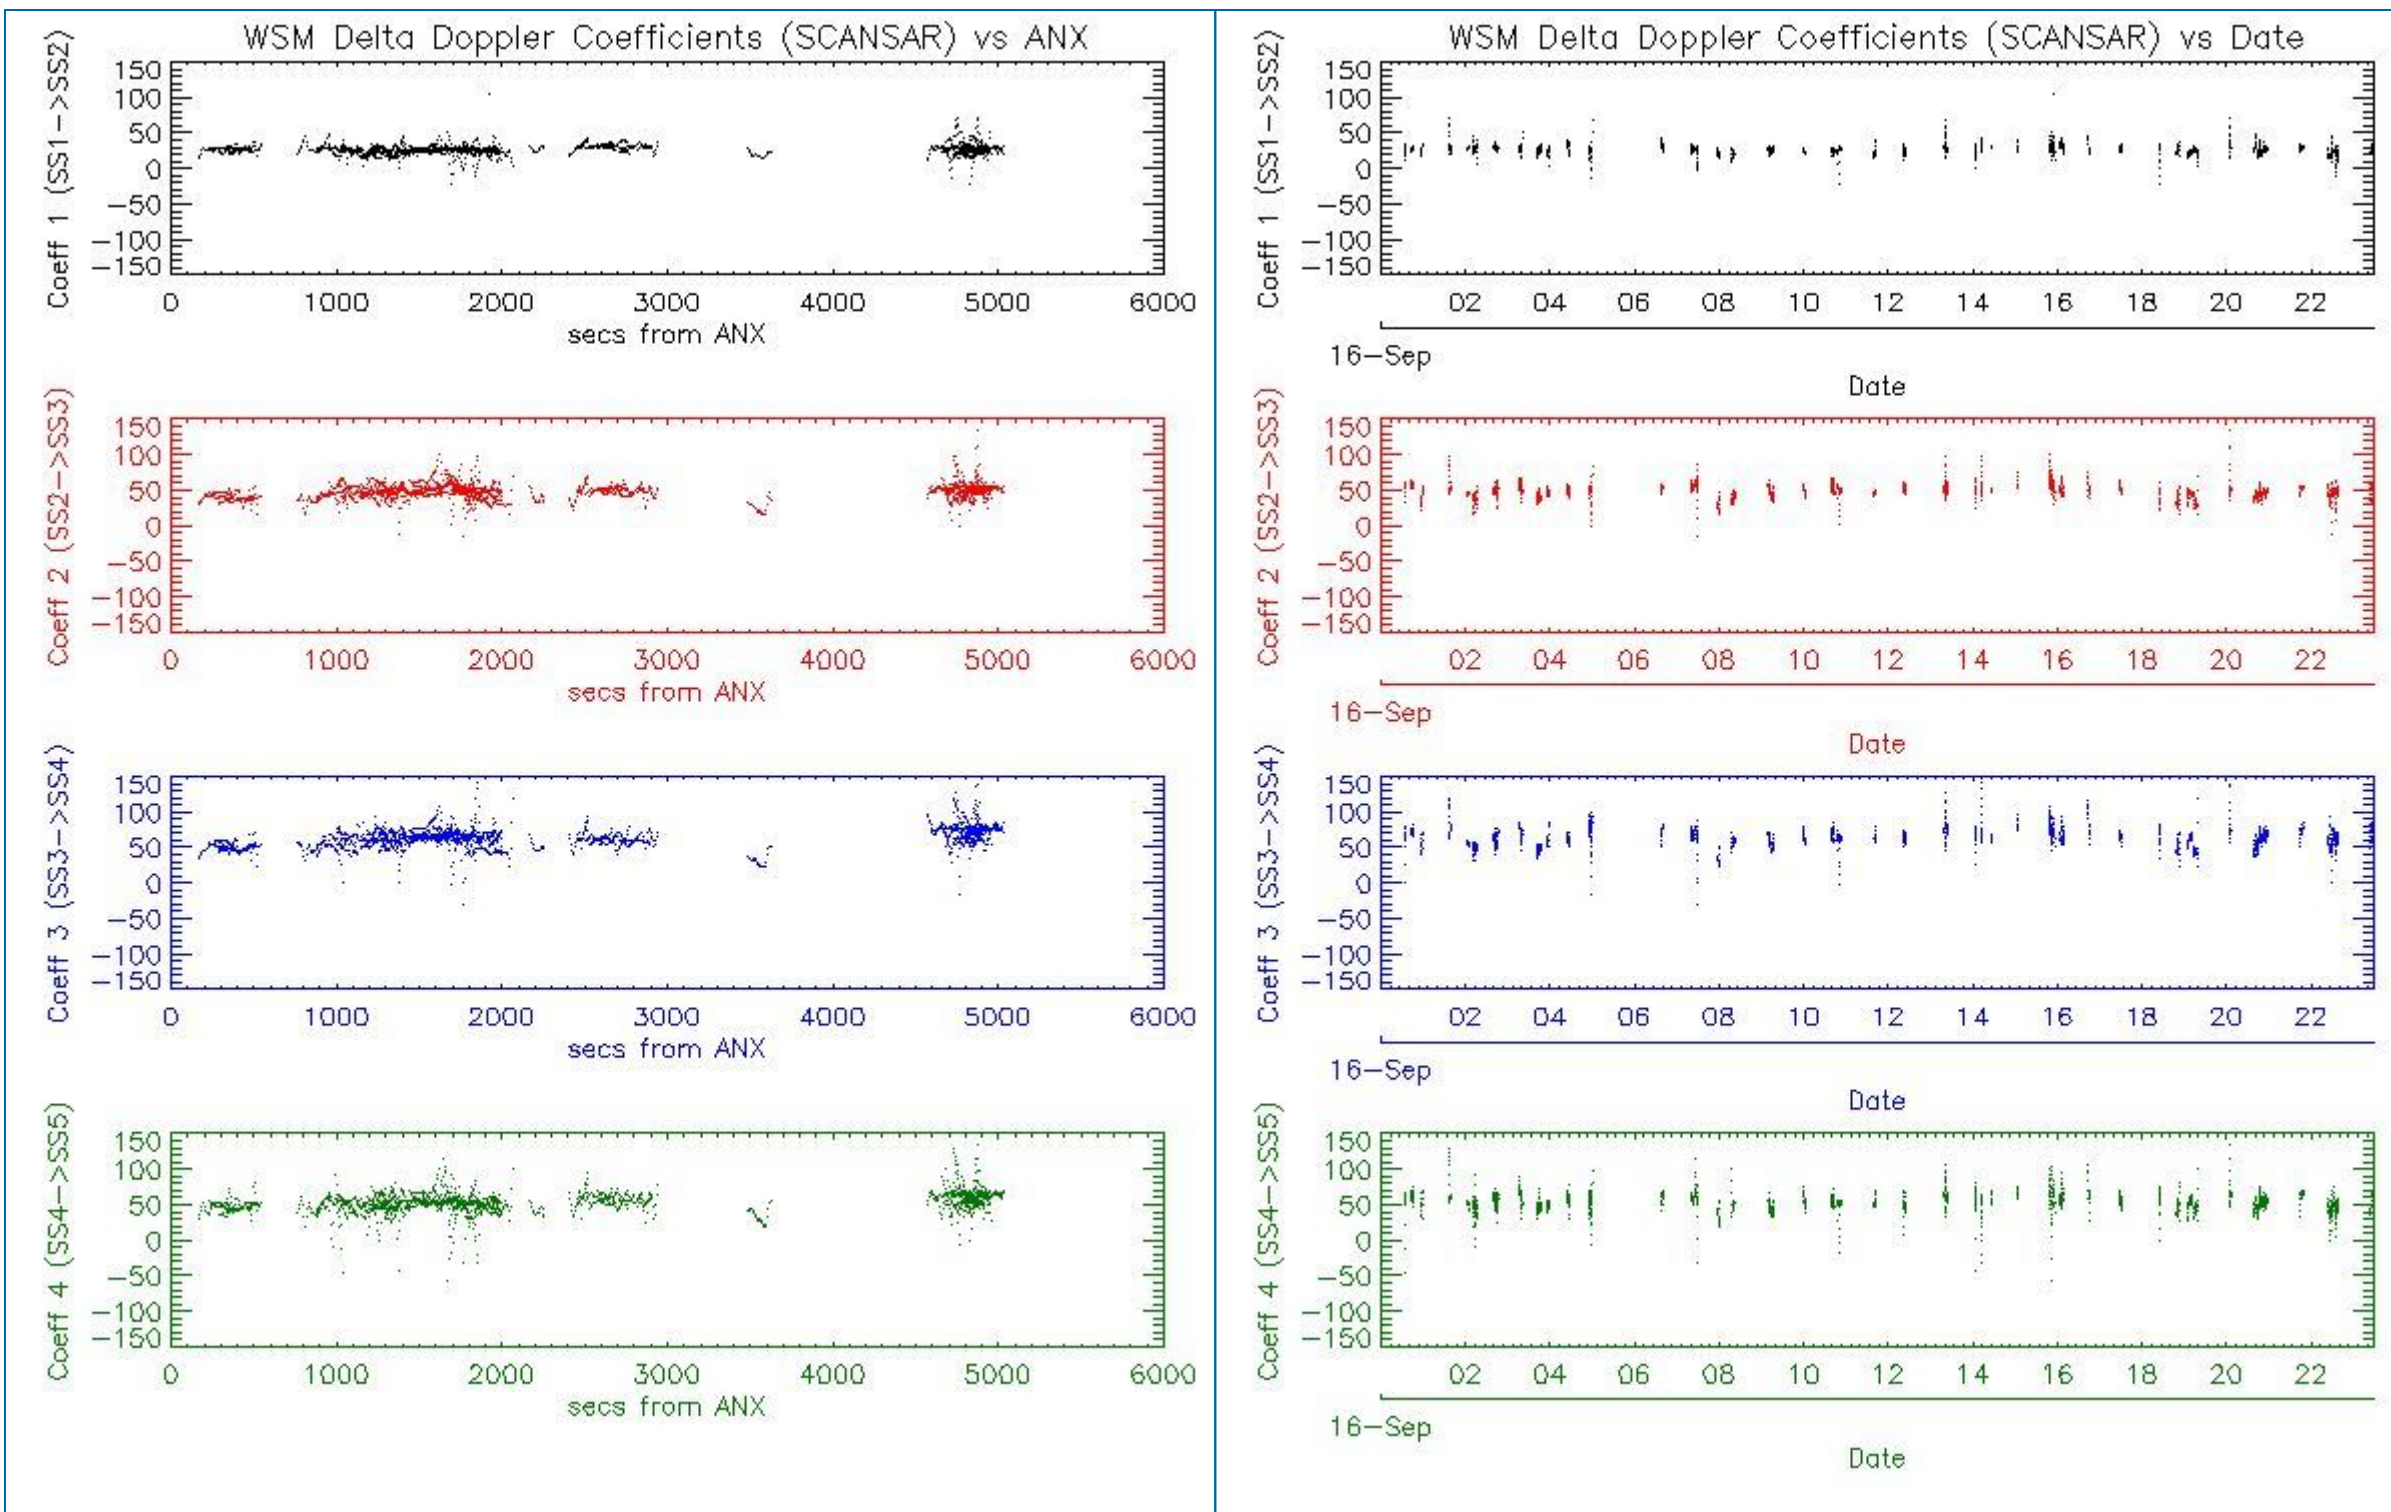 WSM Delta Doppler Coefficients (SCANSAR) vs ANX
Coeff 1 (SS1->SS2)
150
100
50
0
-50
-100
-150
0 1000 2000 3000 4000 5000 6000
secs from ANX
Coeff 2 (SS2->SS3)
150
100
50
0
-50
-100
-150
0 1000 2000 3000 4000 5000 6000
secs from ANX
Coeff 3 (SS3->SS4)
150
100
50
0
-50
-100
-150
0 1000 2000 3000 4000 5000 6000
secs from ANX
Coeff 4 (SS4->SS5)
150
100
50
0
-50
-100
-150
0 1000 2000 3000 4000 5000 6000
secs from ANX
WSM Delta Doppler Coefficients (SCANSAR) vs Date
Coeff 1 (SS1->SS2)
150
100
50
0
-50
-100
-150
02 04 06 08 10 12 14 16 18 20 22
16-Sep
Date
Coeff 2 (SS2->SS3)
150
100
50
0
-50
-100
-150
02 04 06 08 10 12 14 16 18 20 22
16-Sep
Date
Coeff 3 (SS3->SS4)
150
100
50
0
-50
-100
-150
02 04 06 08 10 12 14 16 18 20 22
16-Sep
Date
Coeff 4 (SS4->SS5)
150
100
50
0
-50
-100
-150
02 04 06 08 10 12 14 16 18 20 22
16-Sep
Date